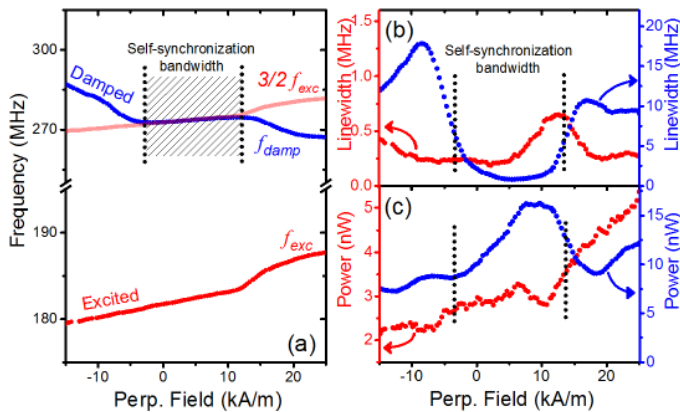 (a)
Self-synchronization
bandwidth
Damped
3/2 f_exc
f_damp
f_exc
Excited
Frequency (MHz)
300
270
190
180
-10
0
10
20
Perp. Field (kA/m)
(b)
Self-synchronization
bandwidth
Linewidth (MHz)
1.5
1.0
0.5
0.0
Linewidth (MHz)
20
15
10
5
0
(c)
Power (nW)
5
4
3
2
Power (nW)
15
10
5
0
-10
0
10
20
Perp. Field (kA/m)